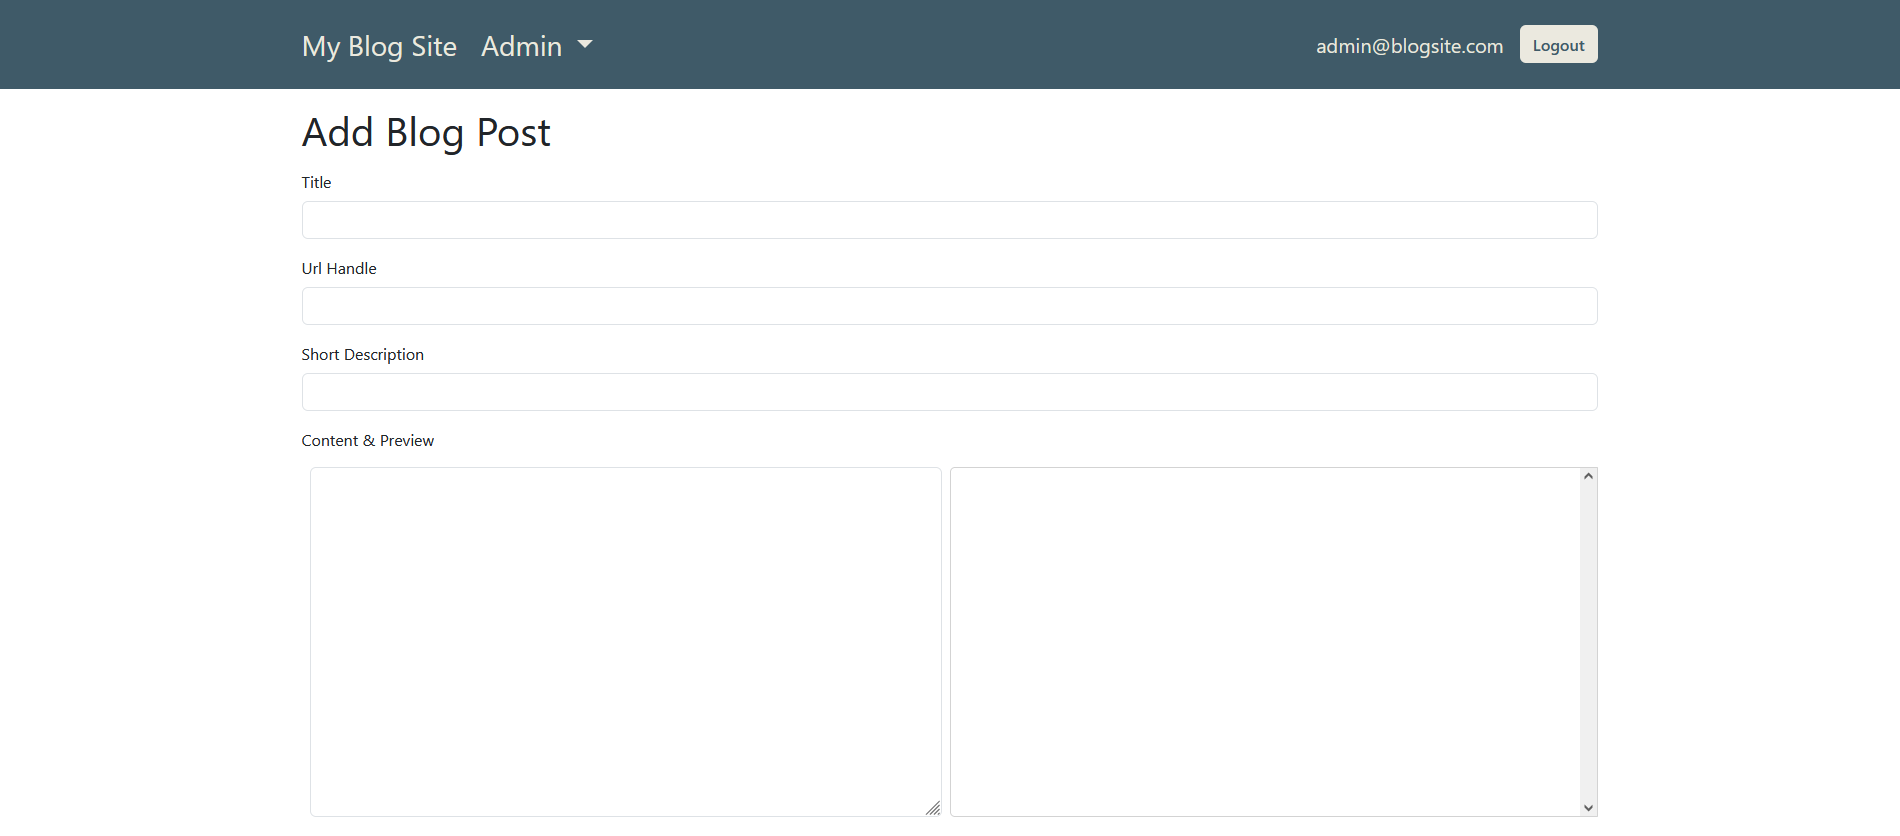 My Blog Site Admin admin@blogsite.com Logout
Add Blog Post
Title
Url Handle
Short Description
Content & Preview